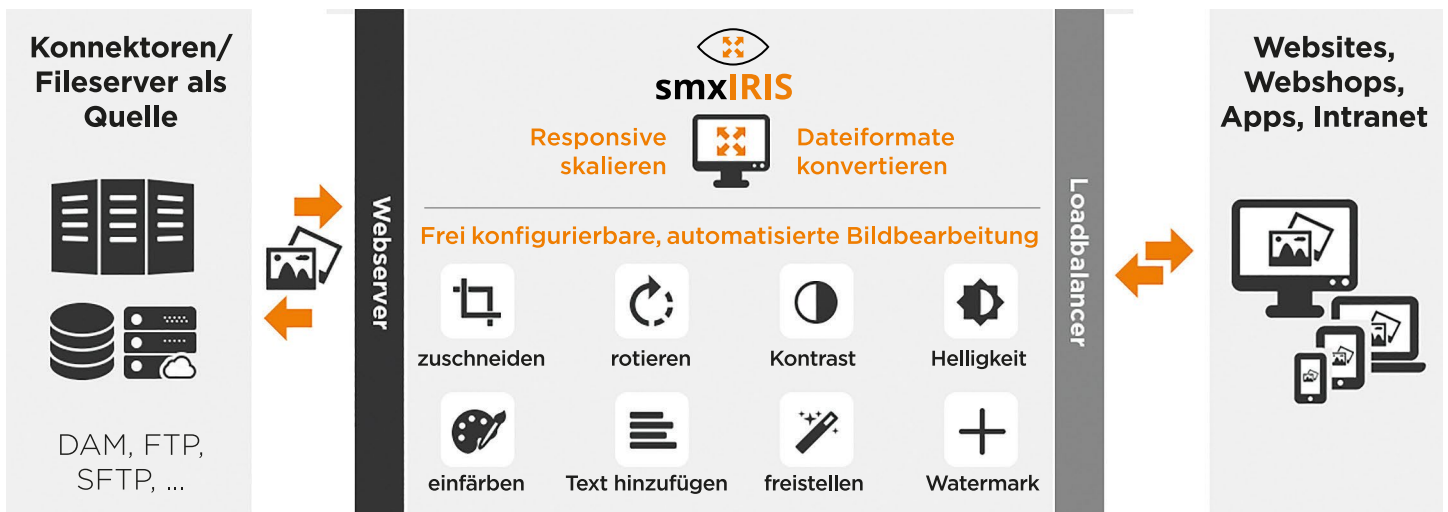 Konnektoren/
Fileserver als
Quelle
DAM, FTP,
SFTP, ...
Webserver
smxIRIS
Responsive
skalieren
Dateiformate
konvertieren
Frei konfigurierbare, automatisierte Bildbearbeitung
zuschneiden
rotieren
Kontrast
Helligkeit
einfärben
Text hinzufügen
freistellen
Watermark
Loadbalancer
Websites,
Webshops,
Apps, Intranet